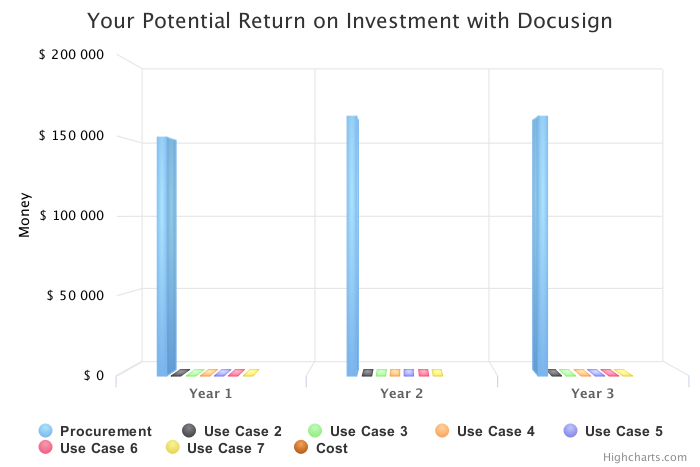 Your Potential Return on Investment with Docusign
$ 200 000
$ 150 000
$ 100 000
$ 50 000
$ 0
Money
Year 1 Year 2 Year 3
Procurement Use Case 2 Use Case 3 Use Case 4 Use Case 5
Use Case 6 Use Case 7 Cost
Highcharts.com